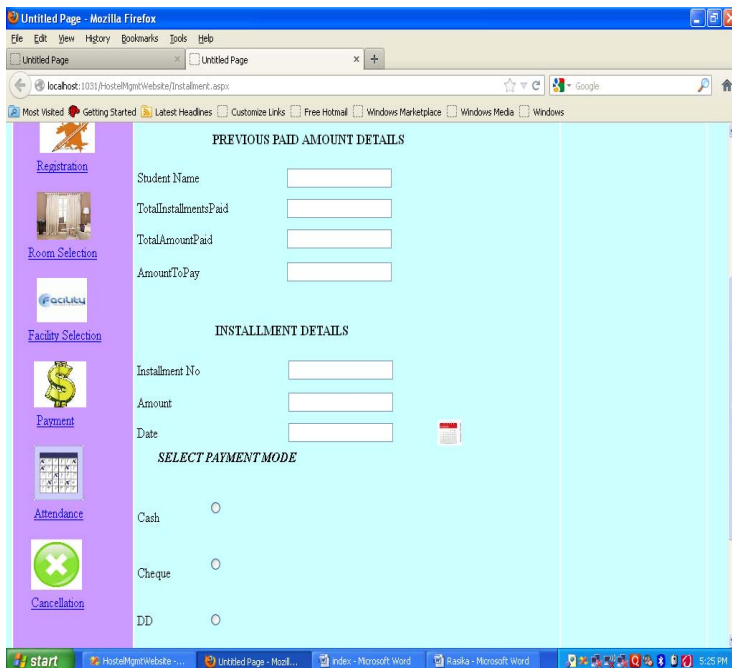 Untitled Page - Mozilla Firefox
File Edit View History Bookmarks Tools Help
Untitled Page × Untitled Page × +
localhost:1031/HostelMgmtWebsite/Installment.aspx Google
Most Visited Getting Started Latest Headlines Customize Links Free Hotmail Windows Marketplace Windows Media Windows
PREVIOUS PAID AMOUNT DETAILS
Registration
Student Name
TotalInstallmentsPaid
TotalAmountPaid
Room Selection
AmountToPay
Facility
INSTALLMENT DETAILS
Facility Selection
Installment No
Amount
Payment
Date
SELECT PAYMENT MODE
Attendance
Cash
Cheque
Cancellation
DD
start HostelMgmtWebsite -... Untitled Page - Mozil... index - Microsoft Word Rasika - Microsoft Word 5:25 PM